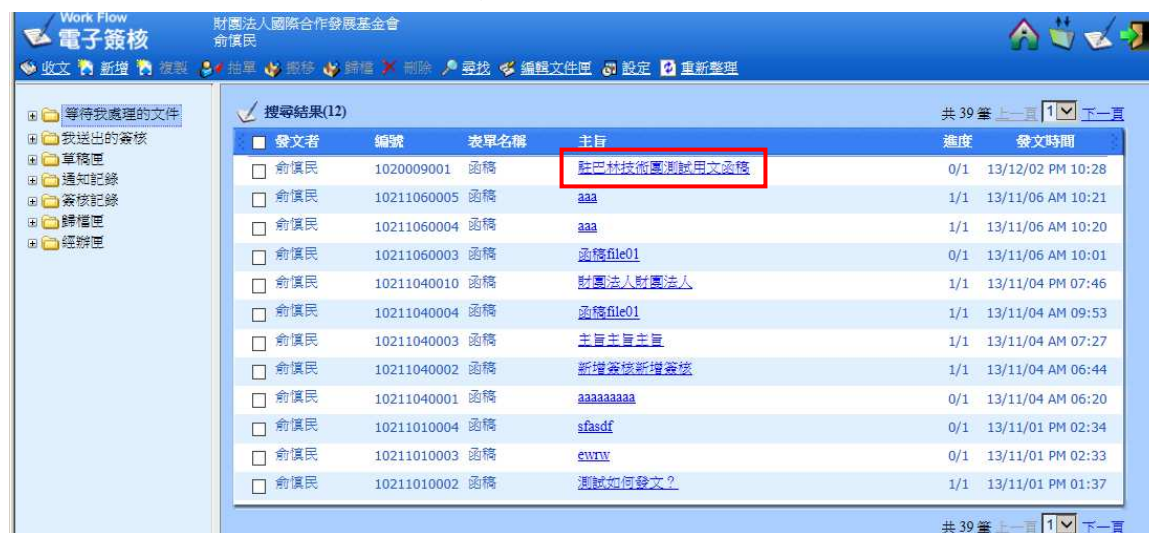 Work Flow
電子簽核
財團法人國際合作發展基金會
俞慎民
收文 新增 複製 抽單 搬移 歸檔 刪除 尋找 編輯文件匣 設定 重新整理
等待我處理的文件
我送出的簽核
草稿匣
通知記錄
簽核記錄
歸檔匣
經辦匣
搜尋結果(12)
共 39 筆 上一頁 1 下一頁
發文者 編號 表單名稱 主旨 進度 發文時間
俞慎民 1020009001 函稿 駐巴林技術團測試用文函稿 0/1 13/12/02 PM 10:28
俞慎民 10211060005 函稿 aaa 1/1 13/11/06 AM 10:21
俞慎民 10211060004 函稿 aaa 1/1 13/11/06 AM 10:20
俞慎民 10211060003 函稿 函稿file01 0/1 13/11/06 AM 10:01
俞慎民 10211040010 函稿 財團法人財團法人 1/1 13/11/04 PM 07:46
俞慎民 10211040004 函稿 函稿file01 1/1 13/11/04 AM 09:53
俞慎民 10211040003 函稿 主旨主旨主旨 1/1 13/11/04 AM 07:27
俞慎民 10211040002 函稿 新增簽核新增簽核 1/1 13/11/04 AM 06:44
俞慎民 10211040001 函稿 aaaaaaaaa 0/1 13/11/04 AM 06:20
俞慎民 10211010004 函稿 sfasdf 0/1 13/11/01 PM 02:34
俞慎民 10211010003 函稿 ewrw 0/1 13/11/01 PM 02:33
俞慎民 10211010002 函稿 測試如何發文？ 1/1 13/11/01 PM 01:37
共 39 筆 上一頁 1 下一頁